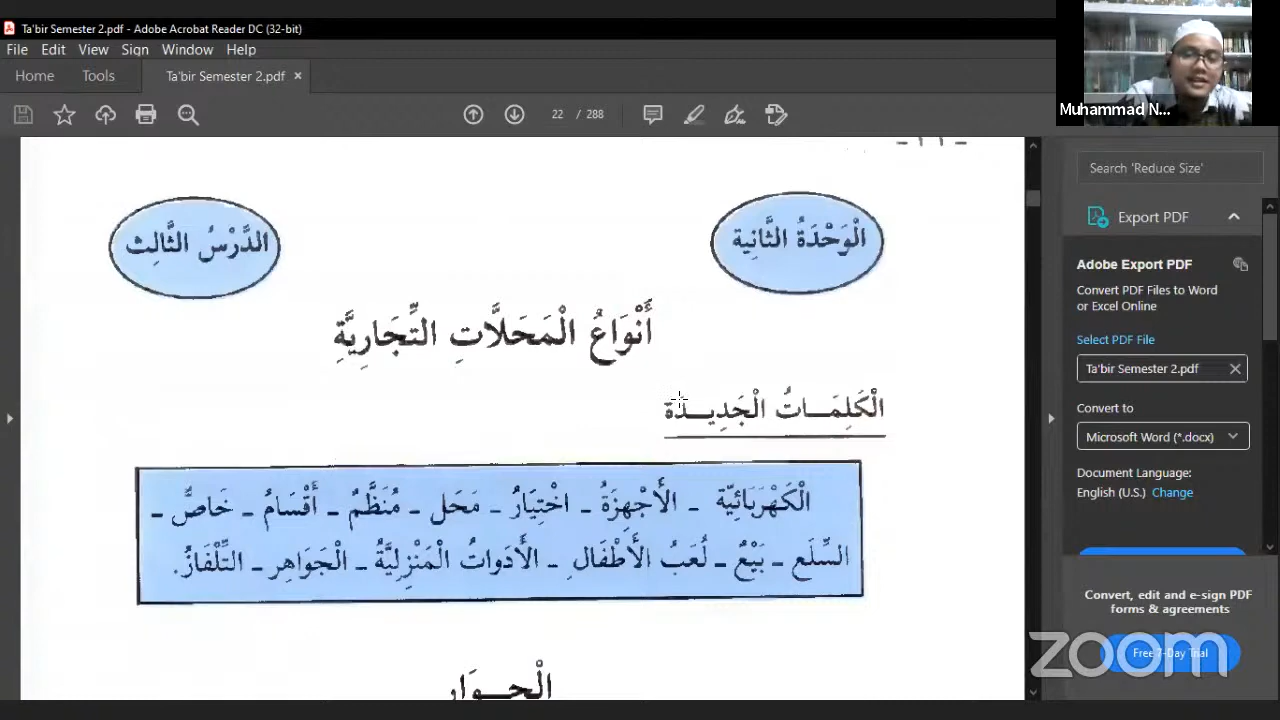 Ta'bir Semester 2.pdf - Adobe Acrobat Reader DC (32-bit)
File Edit View Sign Window Help
Home Tools Ta'bir Semester 2.pdf ×
22 / 288
Muhammad N...
Search 'Reduce Size'
Export PDF
Adobe Export PDF
Convert PDF Files to Word
or Excel Online
Select PDF File
Ta'bir Semester 2.pdf
Convert to
Microsoft Word (*.docx)
Document Language:
English (U.S.) Change
Convert, edit and e-sign PDF
forms & agreements
Free 7-Day Trial
zoom
الْوَحْدَةُ الثَّانِية
الدَّرْسُ الثَّالِث
أَنْوَاعُ الْمَحَلَّاتِ التِّجَارِيَّةِ
الْكَلِمَـــاتُ الْجَدِيـــدَة
الْكَهْرَبَائِيّة ـ الأَجْهِزَةُ ـ اخْتِيَارُ ـ مَحَل ـ مُنَظَّمٌ ـ أَقْسَامُ ـ خَاصٌّ ـ
السِّلَع ـ بَيْعٌ ـ لُعَبُ الأَطْفَالِ ـ الأَدَواتُ الْمَنْزِلِيَّةُ ـ الْجَوَاهِر ـ التِّلْفَازُ.
الْحِـــوَار